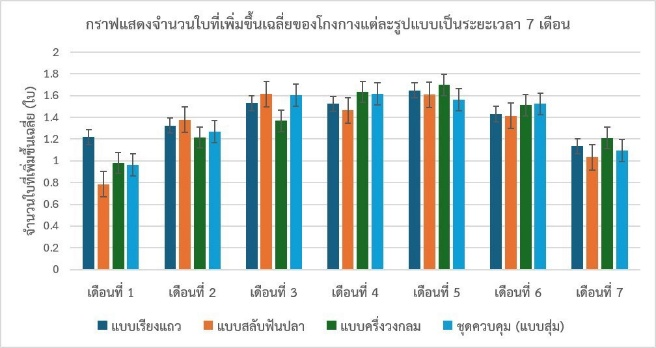 กราฟแสดงจำนวนใบที่เพิ่มขึ้นเฉลี่ยของโกงกางแต่ละรูปแบบเป็นระยะเวลา 7 เดือน
จำนวนใบที่เพิ่มขึ้นเฉลี่ย (ใบ)
2
1.8
1.6
1.4
1.2
1
0.8
0.6
0.4
0.2
0
เดือนที่ 1 เดือนที่ 2 เดือนที่ 3 เดือนที่ 4 เดือนที่ 5 เดือนที่ 6 เดือนที่ 7
แบบเรียงแถว แบบสลับฟันปลา แบบครึ่งวงกลม ชุดควบคุม (แบบสุ่ม)